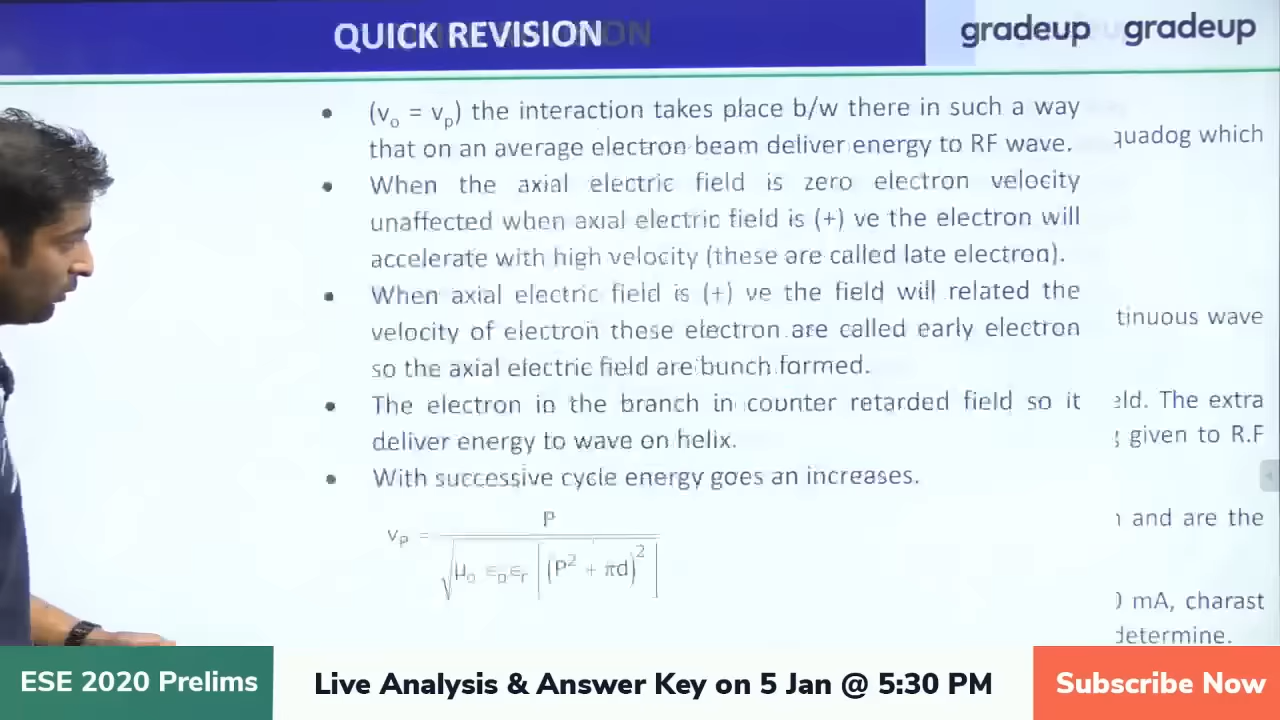 QUICK REVISION
gradeup gradeup
• (vₒ = vₚ) the interaction takes place b/w there in such a way
that on an average electron beam deliver energy to RF wave.
quadog which
• When the axial electric field is zero electron velocity
unaffected when axial electric field is (+) ve the electron will
accelerate with high velocity (these are called late electron).
• When axial electric field is (+) ve the field will related the
velocity of electron these electron are called early electron
so the axial electric field are bunch formed.
tinuous wave
• The electron in the branch in counter retarded field so it
deliver energy to wave on helix.
eld. The extra
given to R.F
• With successive cycle energy goes an increases.
and are the
vₚ = P
√μₒ εₚεᵣ [(P² + πd)²]
mA, charast
determine.
ESE 2020 Prelims
Live Analysis & Answer Key on 5 Jan @ 5:30 PM
Subscribe Now